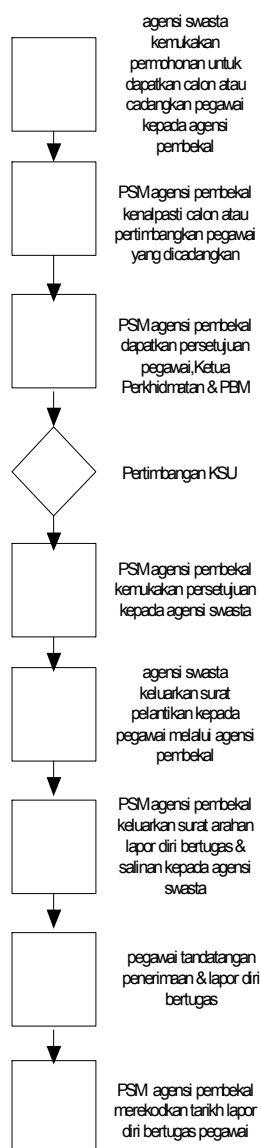 agensi swasta
kemukakan
permohonan untuk
dapatkan calon atau
cadangkan pegawai
kepada agensi
pembekal
PSM agensi pembekal
kenalpasti calon atau
pertimbangkan pegawai
yang dicadangkan
PSM agensi pembekal
dapatkan persetujuan
pegawai,Ketua
Perkhidmatan & PBM
Pertimbangan KSU
PSM agensi pembekal
kemukakan persetujuan
kepada agensi swasta
agensi swasta
keluarkan surat
pelantikan kepada
pegawai melalui agensi
pembekal
PSM agensi pembekal
keluarkan surat arahan
lapor diri bertugas &
salinan kepada agensi
swasta
pegawai tandatangan
penerimaan & lapor diri
bertugas
PSM agensi pembekal
merekodkan tarikh lapor
diri bertugas pegawai